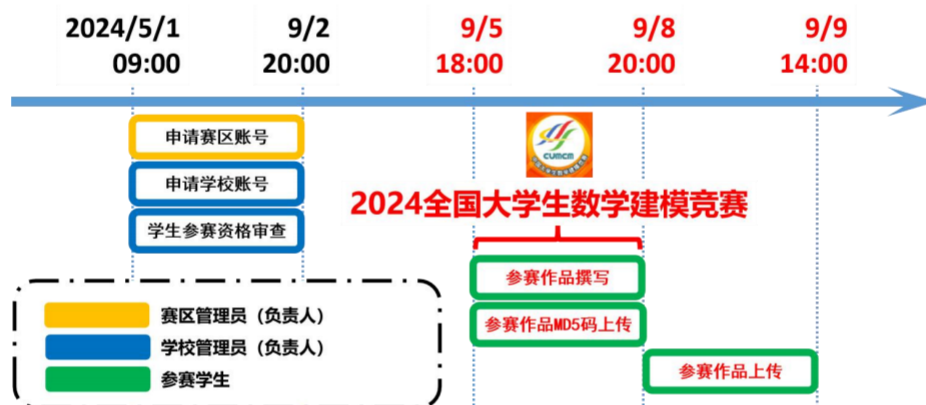 2024/5/1 9/2 9/5 9/8 9/9
09:00 20:00 18:00 20:00 14:00
申请赛区账号
CUMCM
申请学校账号
2024全国大学生数学建模竞赛
学生参赛资格审查
参赛作品撰写
赛区管理员（负责人）
参赛作品MD5码上传
学校管理员（负责人）
参赛作品上传
参赛学生